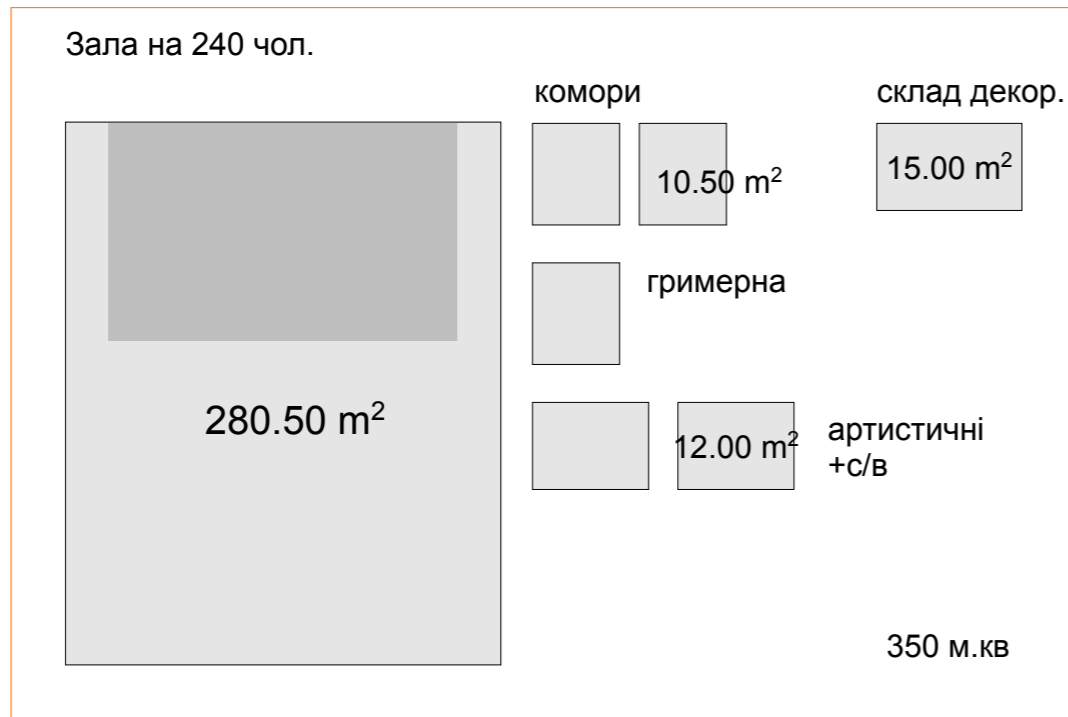 Зала на 240 чол.
комори
склад декор.
10.50 m²
15.00 m²
гримерна
280.50 m²
12.00 m²
артистичні
+с/в
350 м.кв